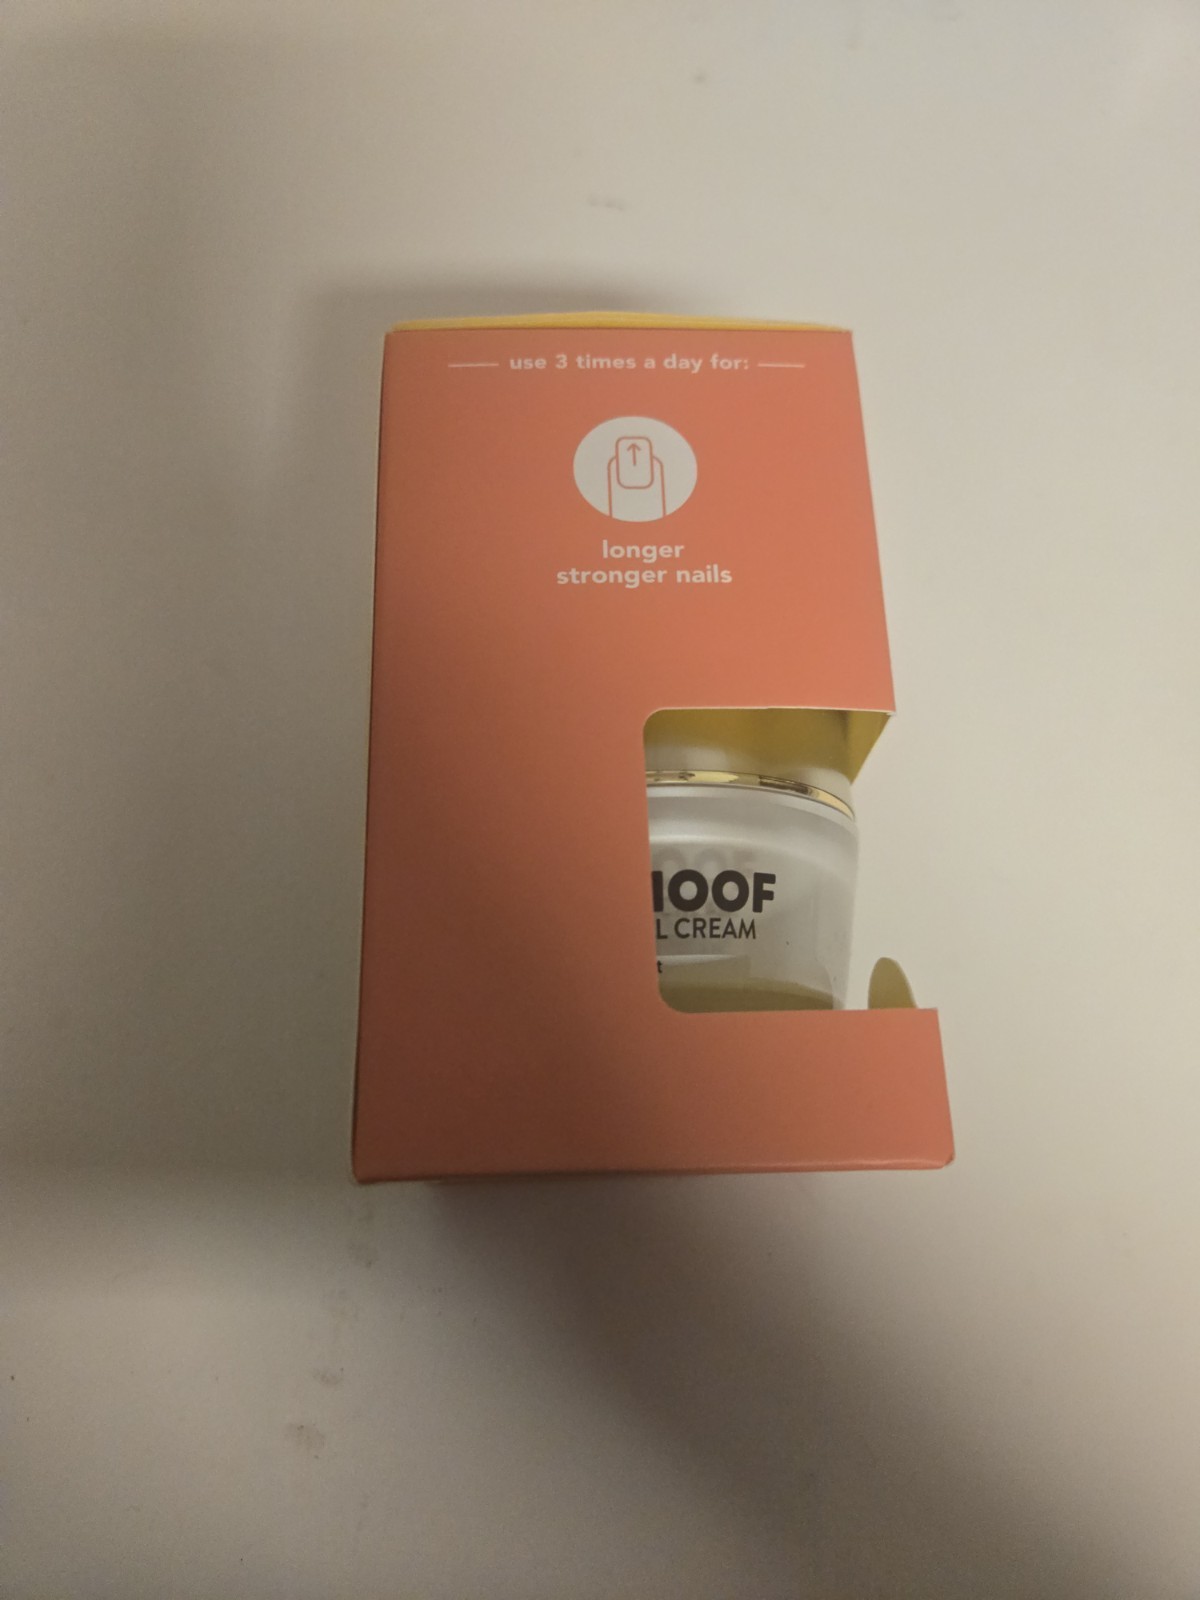 use 3 times a day for:
longer
stronger nails
HOOF
L CREAM
t